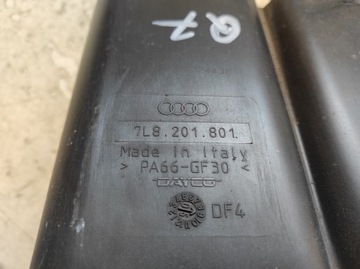 Q7
7L8.201.801.
Made in Italy
> PA66-GF30 <
DAYCO
DF4